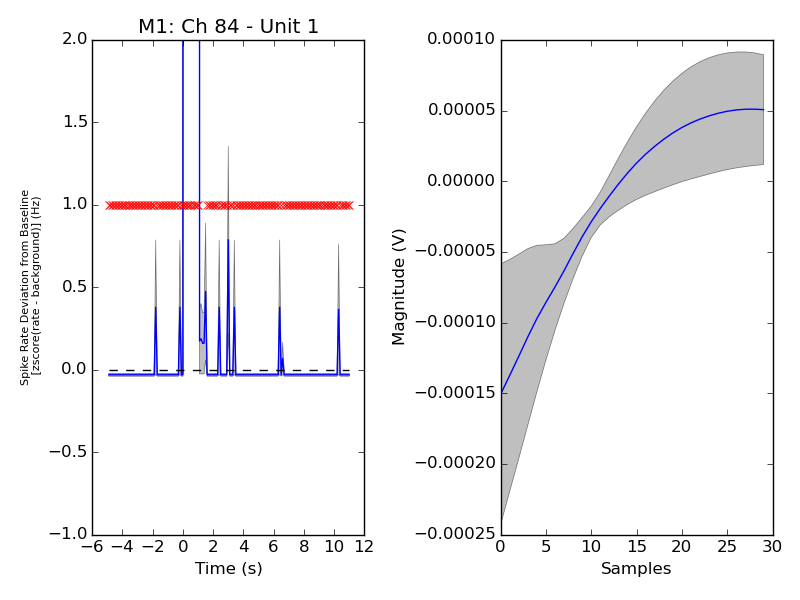 M1: Ch 84 - Unit 1
2.0
1.5
1.0
0.5
0.0
−0.5
−1.0
−6 −4 −2 0 2 4 6 8 10 12
Time (s)
Spike Rate Deviation from Baseline
[zscore(rate - background)] (Hz)
0.00010
0.00005
0.00000
−0.00005
−0.00010
−0.00015
−0.00020
−0.00025
0 5 10 15 20 25 30
Samples
Magnitude (V)